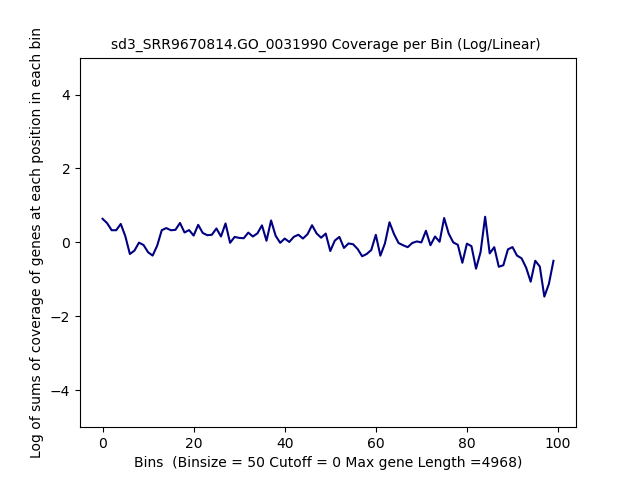 sd3_SRR9670814.GO_0031990 Coverage per Bin (Log/Linear)
Log of sums of coverage of genes at each position in each bin
4
2
0
−2
−4
0 20 40 60 80 100
Bins  (Binsize = 50 Cutoff = 0 Max gene Length =4968)